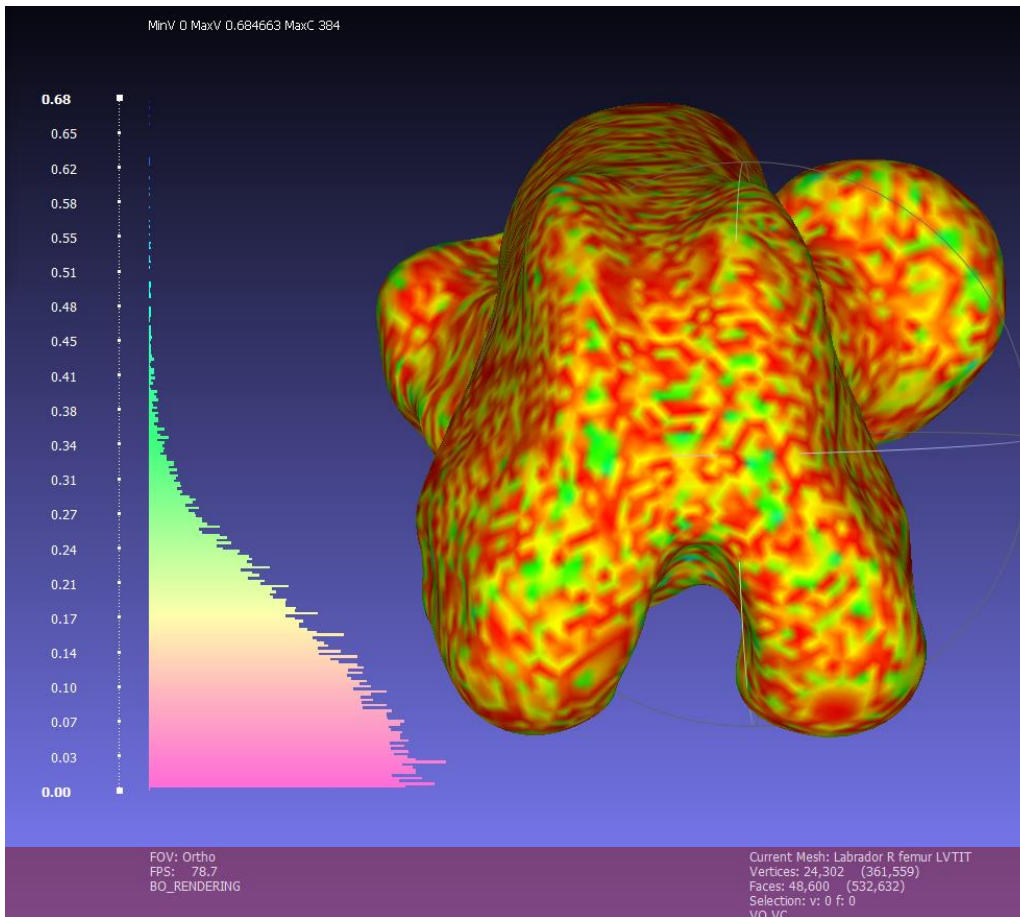 MinV 0 MaxV 0.684663 MaxC 384
0.68
0.65
0.62
0.58
0.55
0.51
0.48
0.45
0.41
0.38
0.34
0.31
0.27
0.24
0.21
0.17
0.14
0.10
0.07
0.03
0.00
FOV: Ortho
FPS: 78.7
BO_RENDERING
Current Mesh: Labrador R femur LVTIT
Vertices: 24,302 (361,559)
Faces: 48,600 (532,632)
Selection: v: 0 f: 0
VQ VC